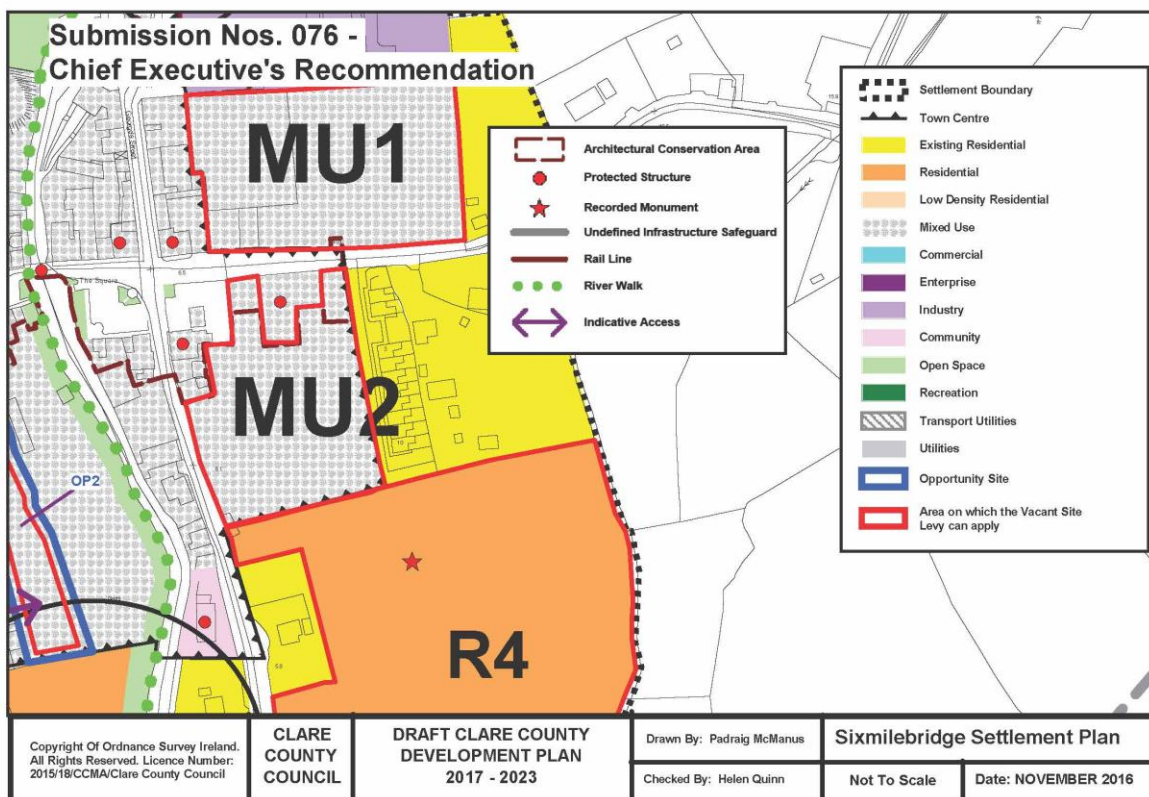 Submission Nos. 076 -
Chief Executive's Recommendation
MU1
MU2
R4
OP2
The Square
Architectural Conservation Area
Protected Structure
Recorded Monument
Undefined Infrastructure Safeguard
Rail Line
River Walk
Indicative Access
Settlement Boundary
Town Centre
Existing Residential
Residential
Low Density Residential
Mixed Use
Commercial
Enterprise
Industry
Community
Open Space
Recreation
Transport Utilities
Utilities
Opportunity Site
Area on which the Vacant Site
Levy can apply
Copyright Of Ordnance Survey Ireland.
All Rights Reserved. Licence Number:
2015/18/CCMA/Clare County Council
CLARE
COUNTY
COUNCIL
DRAFT CLARE COUNTY
DEVELOPMENT PLAN
2017 - 2023
Drawn By: Padraig McManus
Checked By: Helen Quinn
Sixmilebridge Settlement Plan
Not To Scale
Date: NOVEMBER 2016